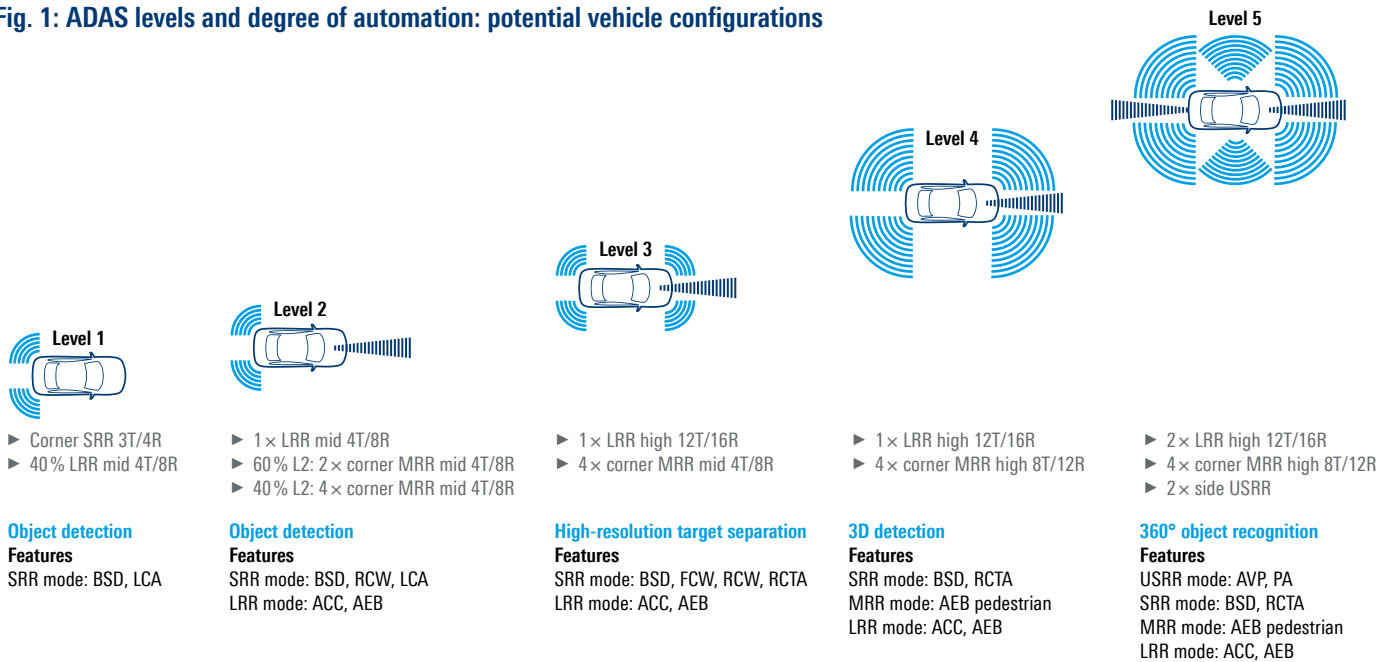 Fig. 1: ADAS levels and degree of automation: potential vehicle configurations
Level 1
► Corner SRR 3T/4R
► 40 % LRR mid 4T/8R
Object detection
Features
SRR mode: BSD, LCA
Level 2
► 1 × LRR mid 4T/8R
► 60 % L2: 2 × corner MRR mid 4T/8R
► 40 % L2: 4 × corner MRR mid 4T/8R
Object detection
Features
SRR mode: BSD, RCW, LCA
LRR mode: ACC, AEB
Level 3
► 1 × LRR high 12T/16R
► 4 × corner MRR mid 4T/8R
High-resolution target separation
Features
SRR mode: BSD, FCW, RCW, RCTA
LRR mode: ACC, AEB
Level 4
► 1 × LRR high 12T/16R
► 4 × corner MRR high 8T/12R
3D detection
Features
SRR mode: BSD, RCTA
MRR mode: AEB pedestrian
LRR mode: ACC, AEB
Level 5
► 2 × LRR high 12T/16R
► 4 × corner MRR high 8T/12R
► 2 × side USRR
360° object recognition
Features
USRR mode: AVP, PA
SRR mode: BSD, RCTA
MRR mode: AEB pedestrian
LRR mode: ACC, AEB